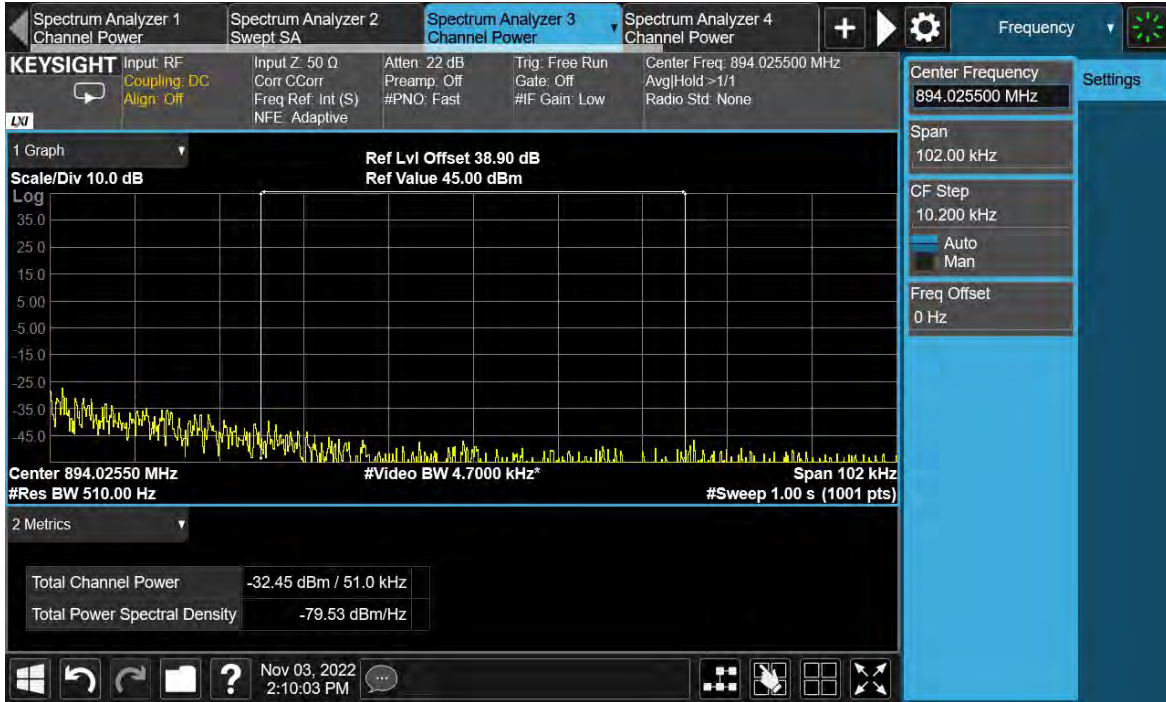 Spectrum Analyzer 1
Channel Power
Spectrum Analyzer 2
Swept SA
Spectrum Analyzer 3
Channel Power
Spectrum Analyzer 4
Channel Power
+
Frequency
KEYSIGHT
LXI
Input: RF
Coupling: DC
Align: Off
Input Z: 50 Ω
Corr CCorr
Freq Ref: Int (S)
NFE: Adaptive
Atten: 22 dB
Preamp: Off
#PNO: Fast
Trig: Free Run
Gate: Off
#IF Gain: Low
Center Freq: 894.025500 MHz
Avg|Hold:>1/1
Radio Std: None
Center Frequency
894.025500 MHz
Settings
Span
102.00 kHz
CF Step
10.200 kHz
Auto
Man
Freq Offset
0 Hz
1 Graph
Scale/Div 10.0 dB
Ref Lvl Offset 38.90 dB
Ref Value 45.00 dBm
Log
35.0
25.0
15.0
5.00
-5.00
-15.0
-25.0
-35.0
-45.0
Center 894.02550 MHz
#Video BW 4.7000 kHz*
Span 102 kHz
#Res BW 510.00 Hz
#Sweep 1.00 s (1001 pts)
2 Metrics
Total Channel Power -32.45 dBm / 51.0 kHz
Total Power Spectral Density -79.53 dBm/Hz
?
Nov 03, 2022
2:10:03 PM